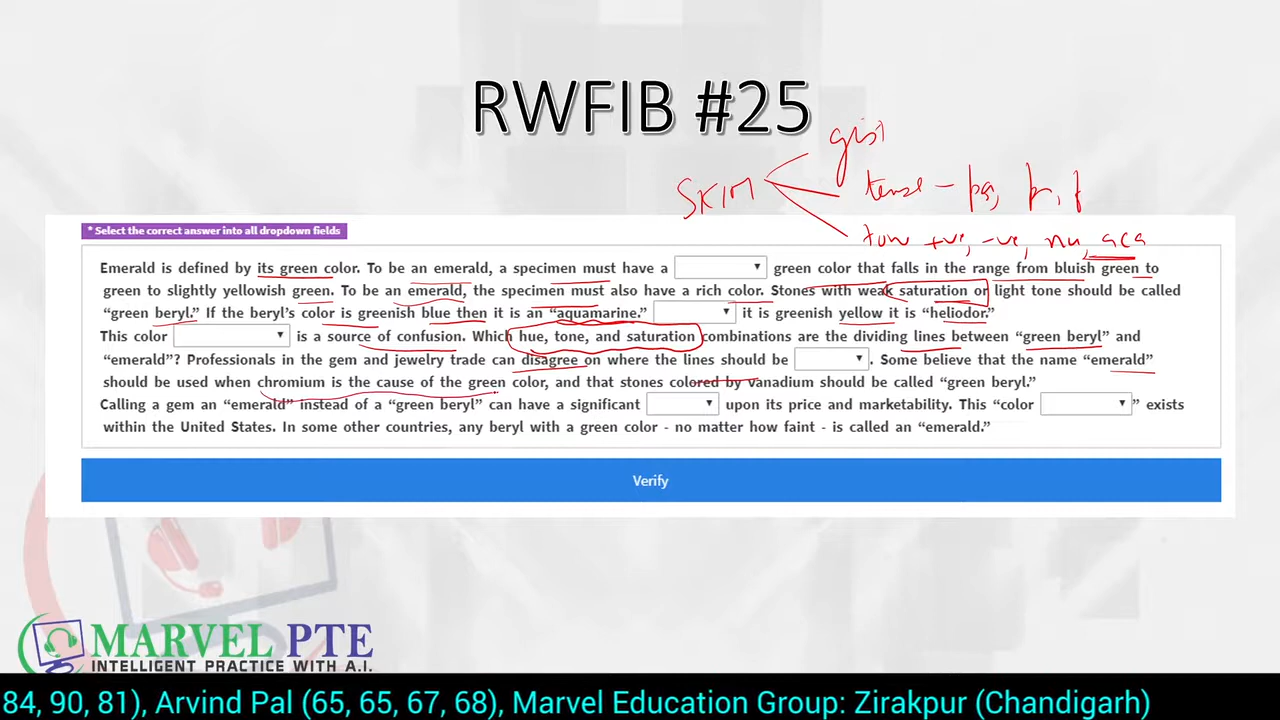 RWFIB #25
gist
SKIM
tense - pa, pr, f
tone +ve, -ve, nu, aca
* Select the correct answer into all dropdown fields
Emerald is defined by its green color. To be an emerald, a specimen must have a green color that falls in the range from bluish green to
green to slightly yellowish green. To be an emerald, the specimen must also have a rich color. Stones with weak saturation or light tone should be called
“green beryl.” If the beryl’s color is greenish blue then it is an “aquamarine.” it is greenish yellow it is “heliodor.”
This color is a source of confusion. Which hue, tone, and saturation combinations are the dividing lines between “green beryl” and
“emerald”? Professionals in the gem and jewelry trade can disagree on where the lines should be . Some believe that the name “emerald”
should be used when chromium is the cause of the green color, and that stones colored by vanadium should be called “green beryl.”
Calling a gem an “emerald” instead of a “green beryl” can have a significant upon its price and marketability. This “color ” exists
within the United States. In some other countries, any beryl with a green color - no matter how faint - is called an “emerald.”
Verify
MARVEL PTE
INTELLIGENT PRACTICE WITH A.I.
84, 90, 81), Arvind Pal (65, 65, 67, 68), Marvel Education Group: Zirakpur (Chandigarh)